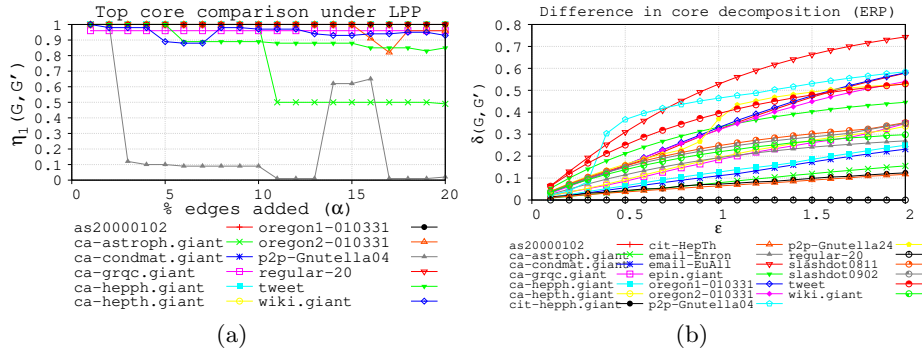 Top core comparison under LPP
η1(G,G')
1
0.9
0.8
0.7
0.6
0.5
0.4
0.3
0.2
0.1
0
0 5 10 15 20
% edges added (α)
as20000102 oregon1-010331
ca-astroph.giant oregon2-010331
ca-condmat.giant p2p-Gnutella04
ca-grqc.giant regular-20
ca-hepph.giant tweet
ca-hepth.giant wiki.giant
(a)
Difference in core decomposition (ERP)
δ(G,G')
0.8
0.7
0.6
0.5
0.4
0.3
0.2
0.1
0
0 0.5 1 1.5 2
ε
as20000102 cit-HepTh p2p-Gnutella24
ca-astroph.giant email-Enron regular-20
ca-condmat.giant email-EuAll slashdot0811
ca-grqc.giant epin.giant slashdot0902
ca-hepph.giant oregon1-010331 tweet
ca-hepth.giant oregon2-010331 wiki.giant
cit-hepph.giant p2p-Gnutella04
(b)